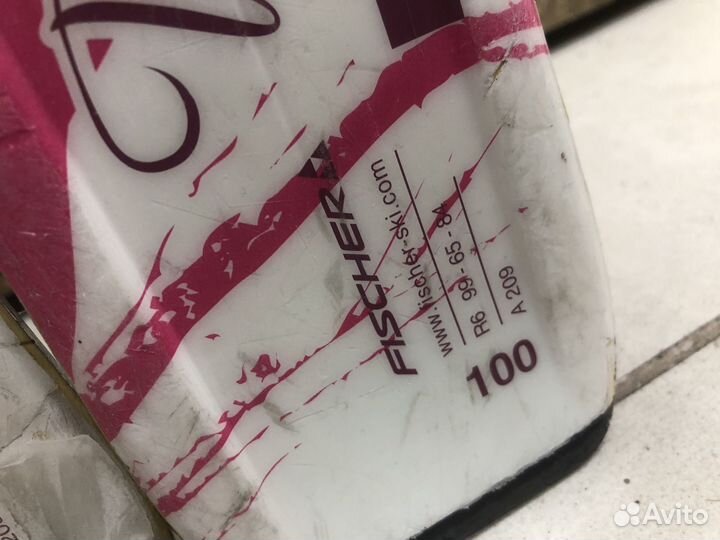 FISCHER
www.fischer-ski.com
R6 99-65-84
A 209
100
Avito